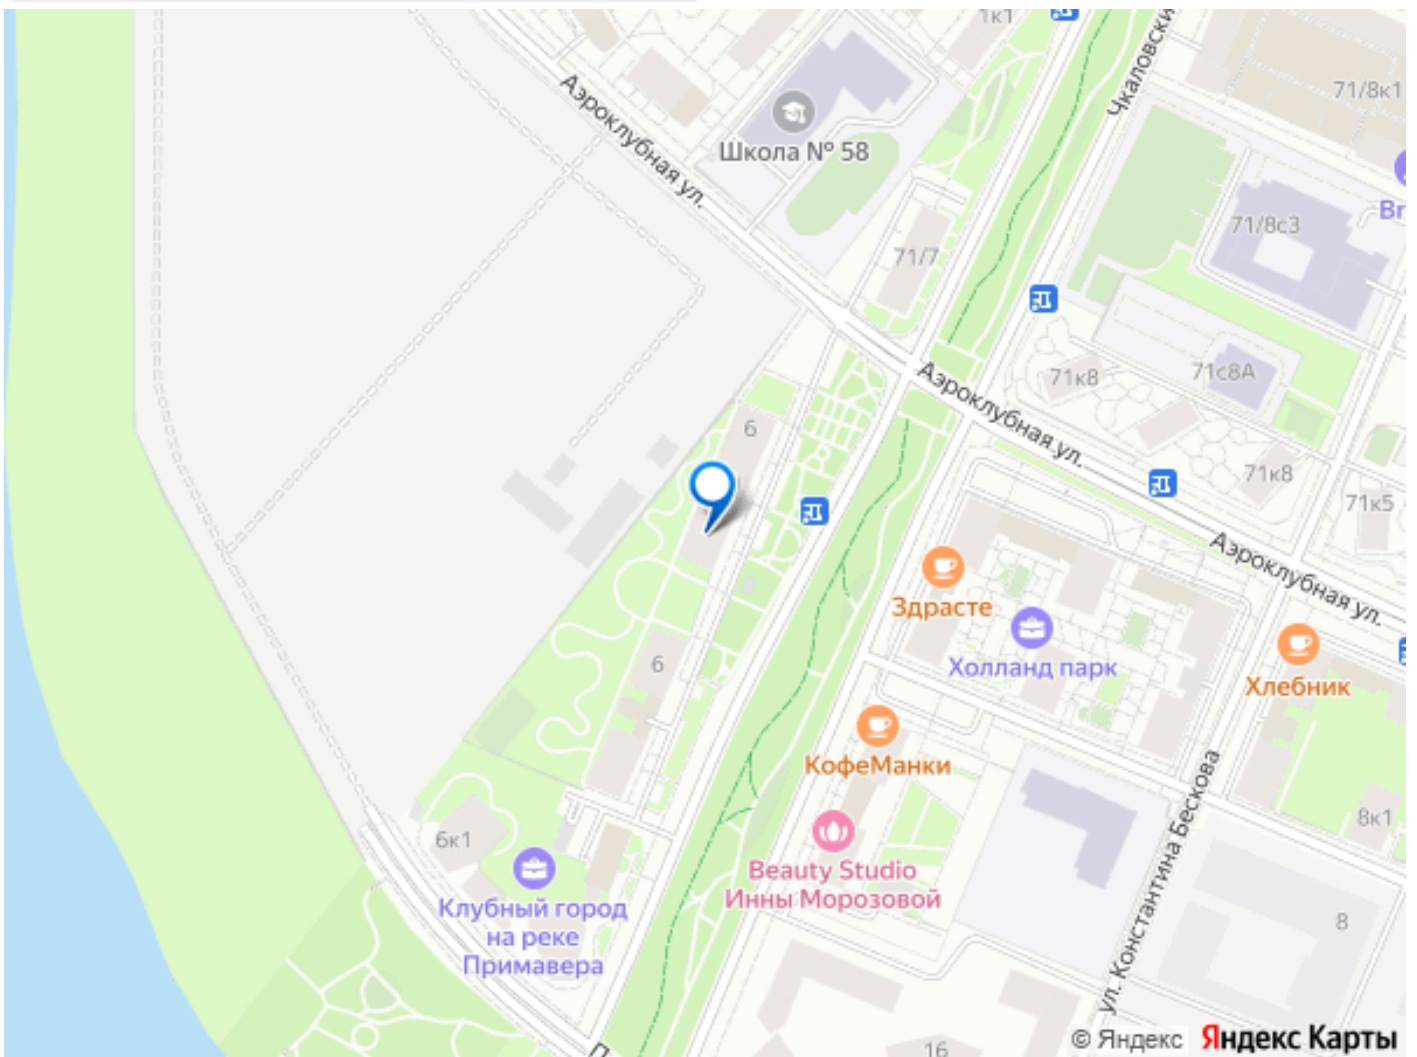 1к1
Чкаловски
71/8к1
Аэроклубная ул.
Школа № 58
Br
71/8с3
71/7
71к8
71с8А
Аэроклубная ул.
6
71к8
71к5
Аэроклубная ул.
Здрасте
Холланд парк
Хлебник
6
КофеМанки
ул. Константина Бескова
8к1
6к1
Beauty Studio
Инны Морозовой
Клубный город
на реке
Примавера
8
16
П
© Яндекс Яндекс Карты